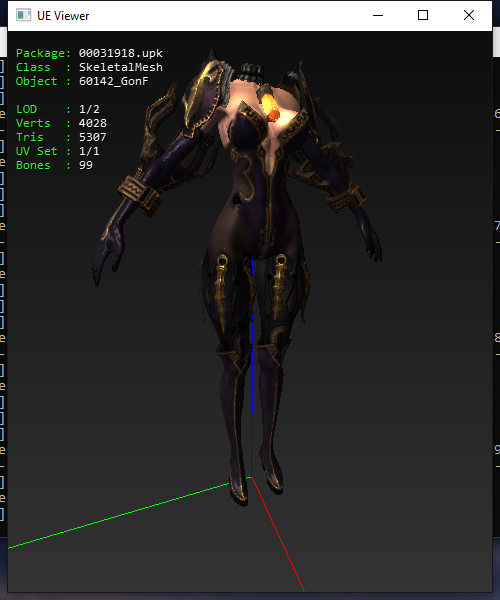 UE Viewer
Package: 00031918.upk
Class  : SkeletalMesh
Object : 60142_GonF
LOD    : 1/2
Verts  : 4028
Tris   : 5307
UV Set : 1/1
Bones  : 99